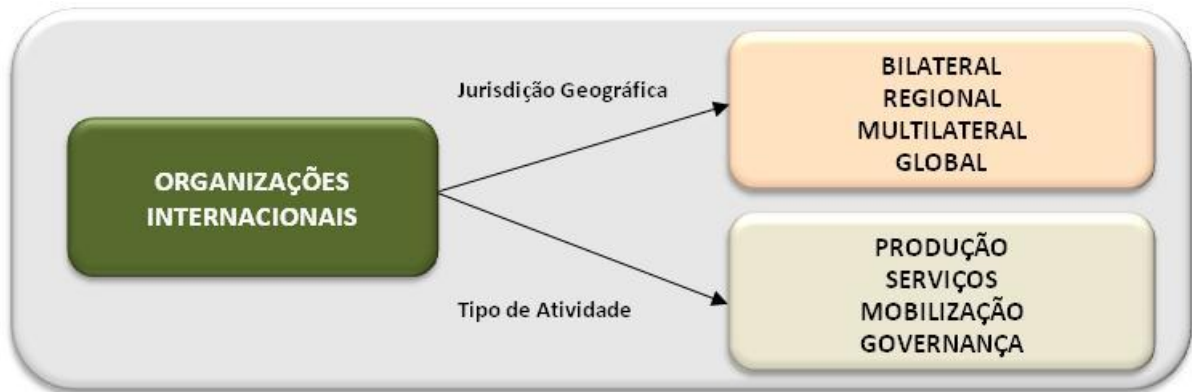 ORGANIZAÇÕES
INTERNACIONAIS
Jurisdição Geográfica
BILATERAL
REGIONAL
MULTILATERAL
GLOBAL
Tipo de Atividade
PRODUÇÃO
SERVIÇOS
MOBILIZAÇÃO
GOVERNANÇA